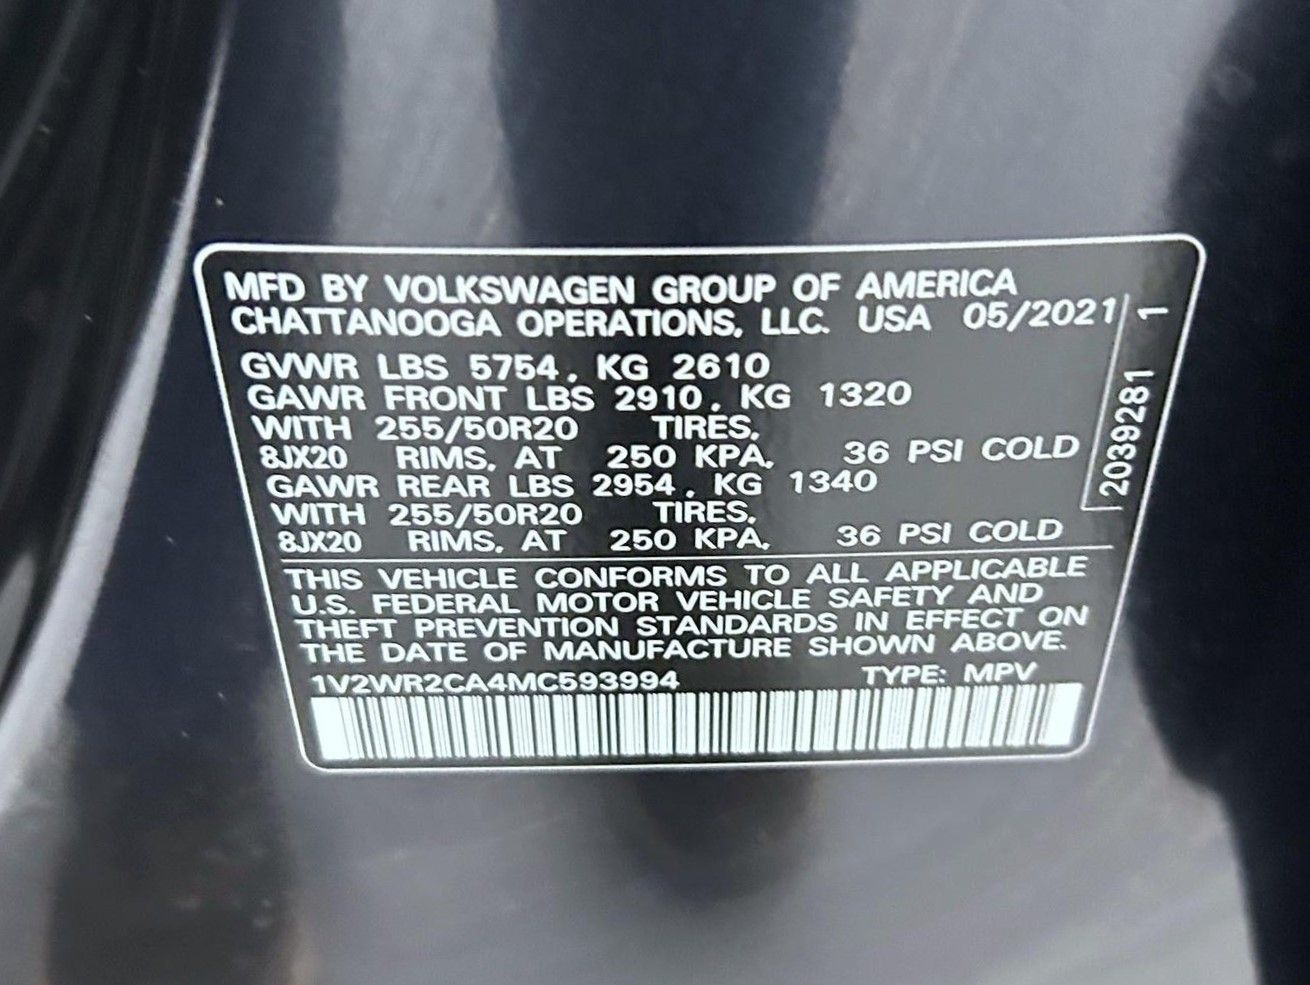 MFD BY VOLKSWAGEN GROUP OF AMERICA
CHATTANOOGA OPERATIONS, LLC. USA 05/2021
GVWR LBS 5754, KG 2610
GAWR FRONT LBS 2910, KG 1320
WITH 255/50R20 TIRES,
8JX20 RIMS, AT 250 KPA, 36 PSI COLD
GAWR REAR LBS 2954, KG 1340
WITH 255/50R20 TIRES,
8JX20 RIMS, AT 250 KPA, 36 PSI COLD
THIS VEHICLE CONFORMS TO ALL APPLICABLE
U.S. FEDERAL MOTOR VEHICLE SAFETY AND
THEFT PREVENTION STANDARDS IN EFFECT ON
THE DATE OF MANUFACTURE SHOWN ABOVE.
1V2WR2CA4MC593994 TYPE: MPV
2039281 1